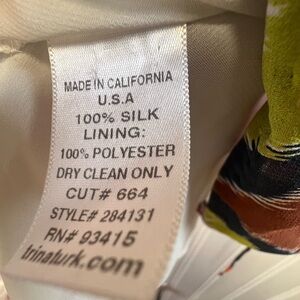 MADE IN CALIFORNIA
U.S.A
100% SILK
LINING:
100% POLYESTER
DRY CLEAN ONLY
CUT# 664
STYLE# 284131
RN# 93415
trinaturk.com